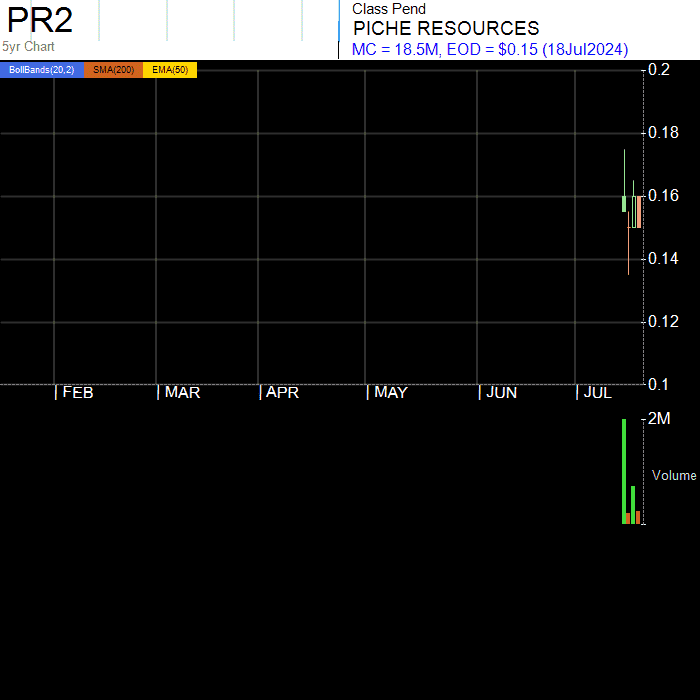 PR2
5yr Chart
Class Pend
PICHE RESOURCES
MC = 18.5M, EOD = $0.15 (18Jul2024)
BollBands(20,2) SMA(200) EMA(50)
0.2
0.18
0.16
0.14
0.12
0.1
| FEB | MAR | APR | MAY | JUN | JUL
2M
Volume